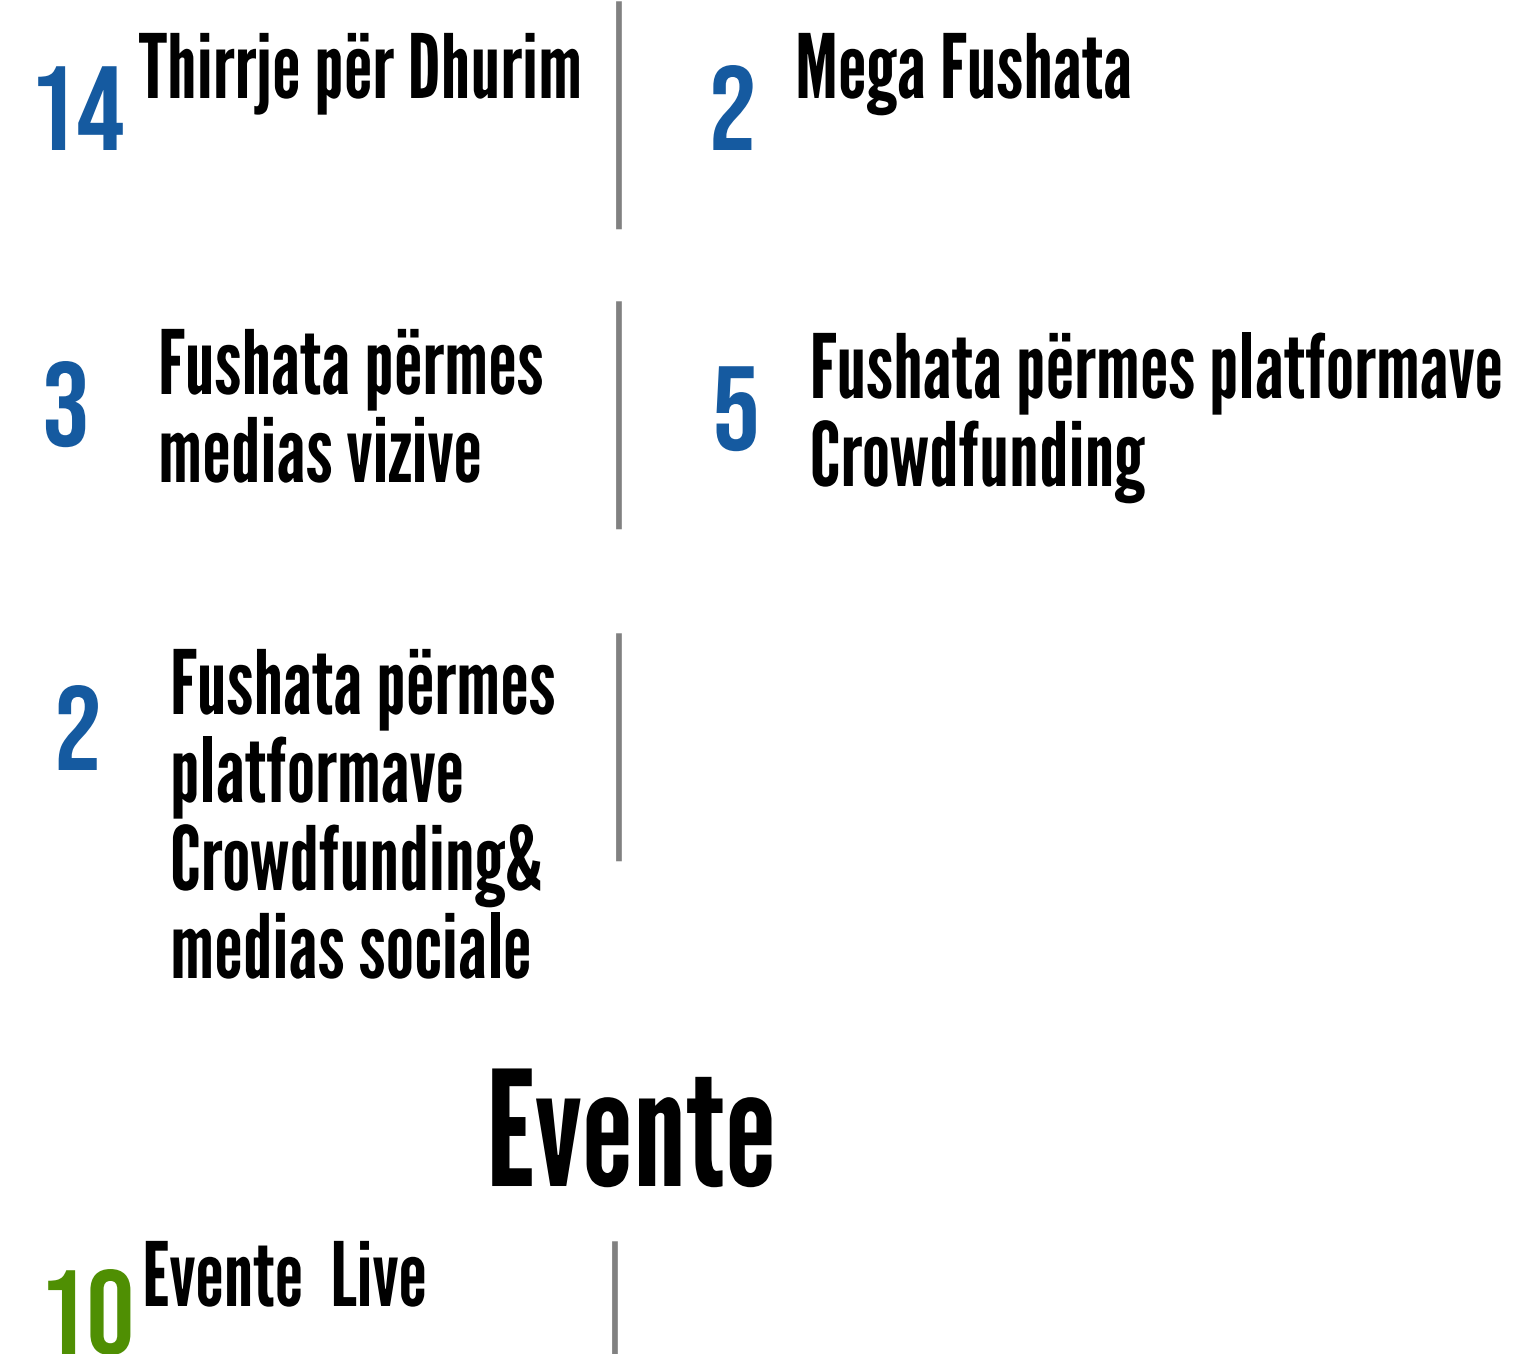 14 Thirrje për Dhurim
2 Mega Fushata
3 Fushata përmes
medias vizive
5 Fushata përmes platformave
Crowdfunding
2 Fushata përmes
platformave
Crowdfunding&
medias sociale
Evente
10 Evente Live